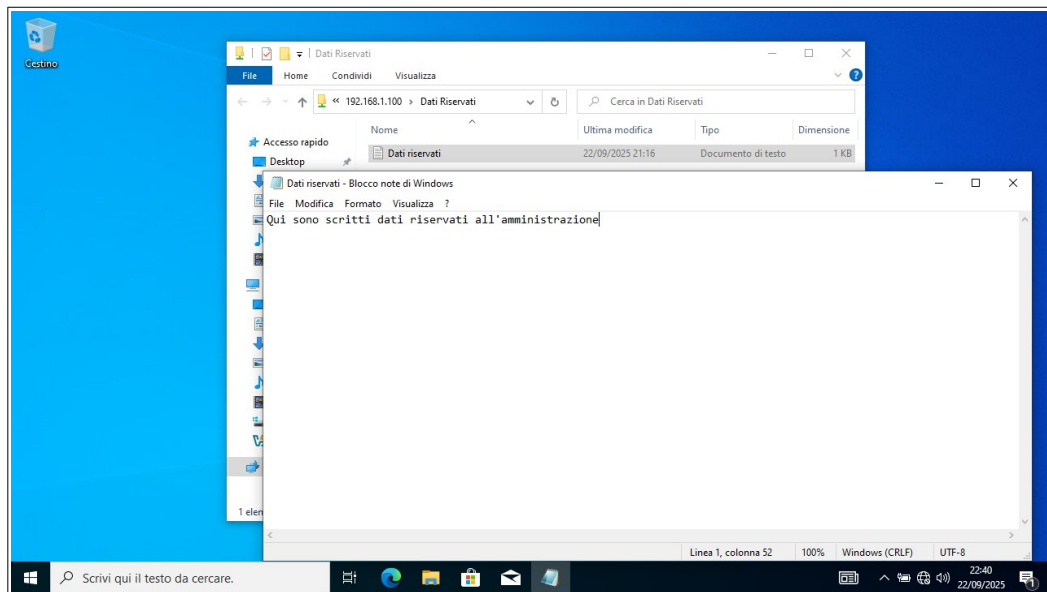 Cestino
Dati Riservati
File Home Condividi Visualizza
192.168.1.100 Dati Riservati
Cerca in Dati Riservati
Nome Ultima modifica Tipo Dimensione
Accesso rapido
Desktop
Dati riservati 22/09/2025 21:16 Documento di testo 1 KB
Dati riservati - Blocco note di Windows
File Modifica Formato Visualizza ?
Qui sono scritti dati riservati all'amministrazione
Linea 1, colonna 52 100% Windows (CRLF) UTF-8
Scrivi qui il testo da cercare.
22:40
22/09/2025